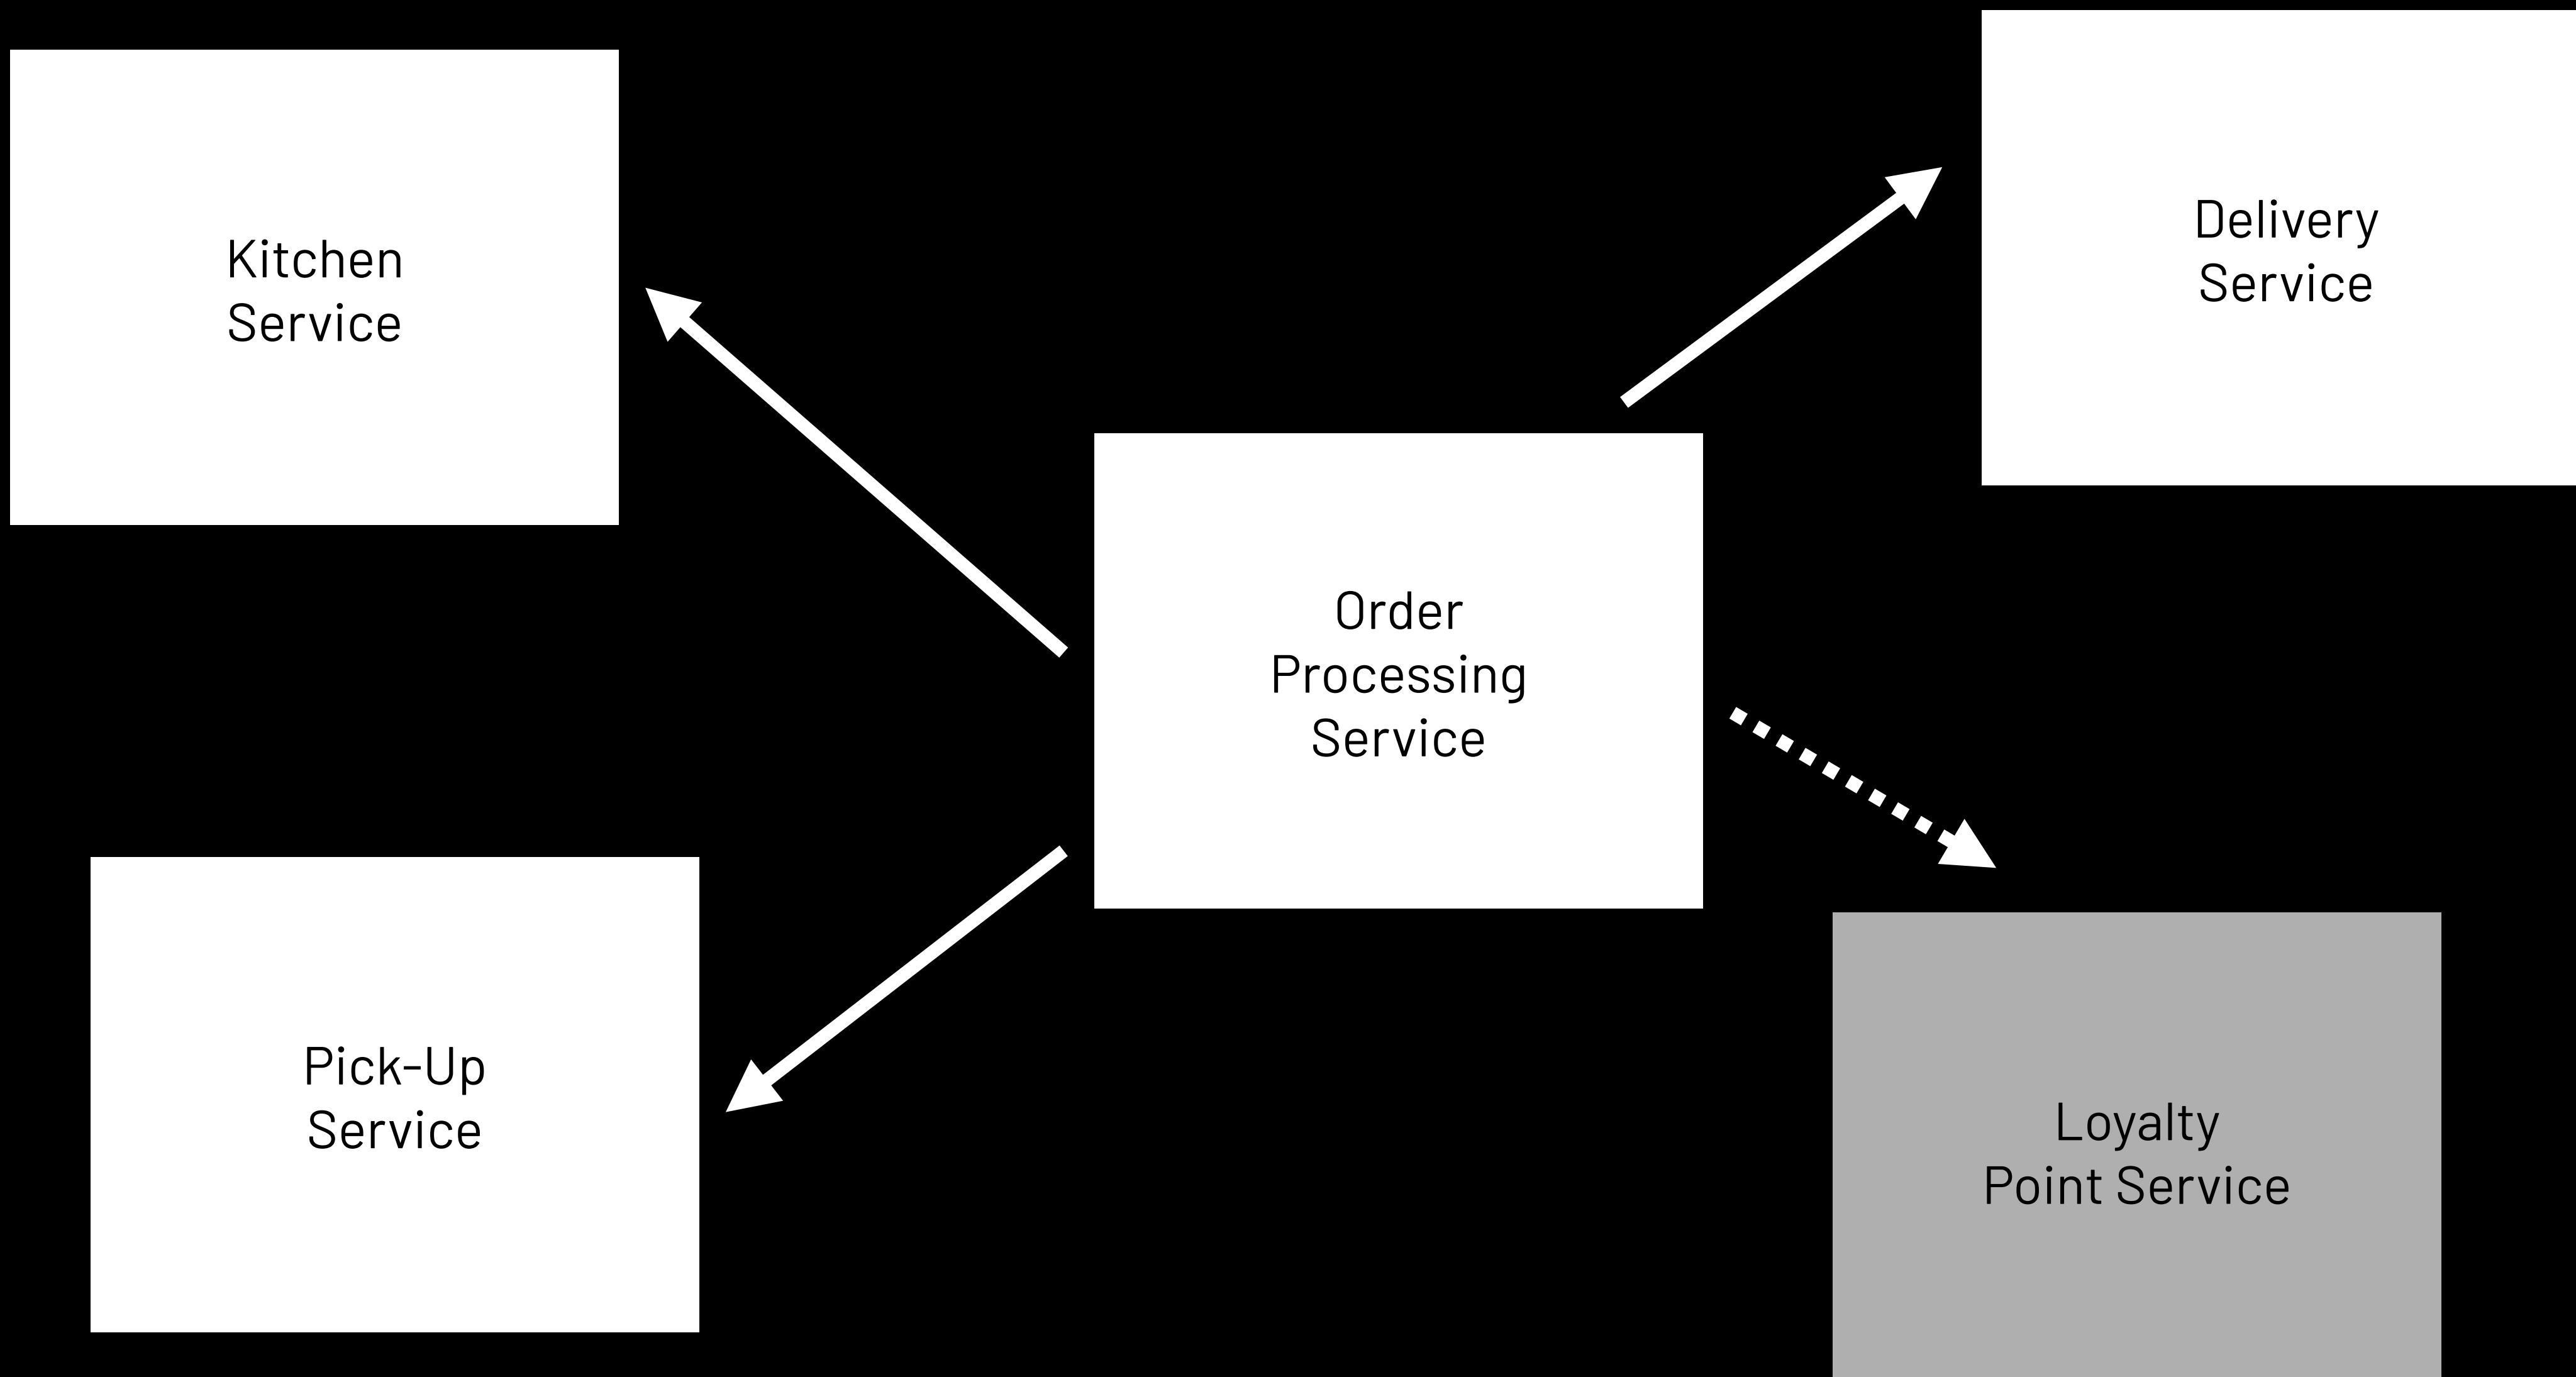 Kitchen
Service
Delivery
Service
Order
Processing
Service
Pick-Up
Service
Loyalty
Point Service